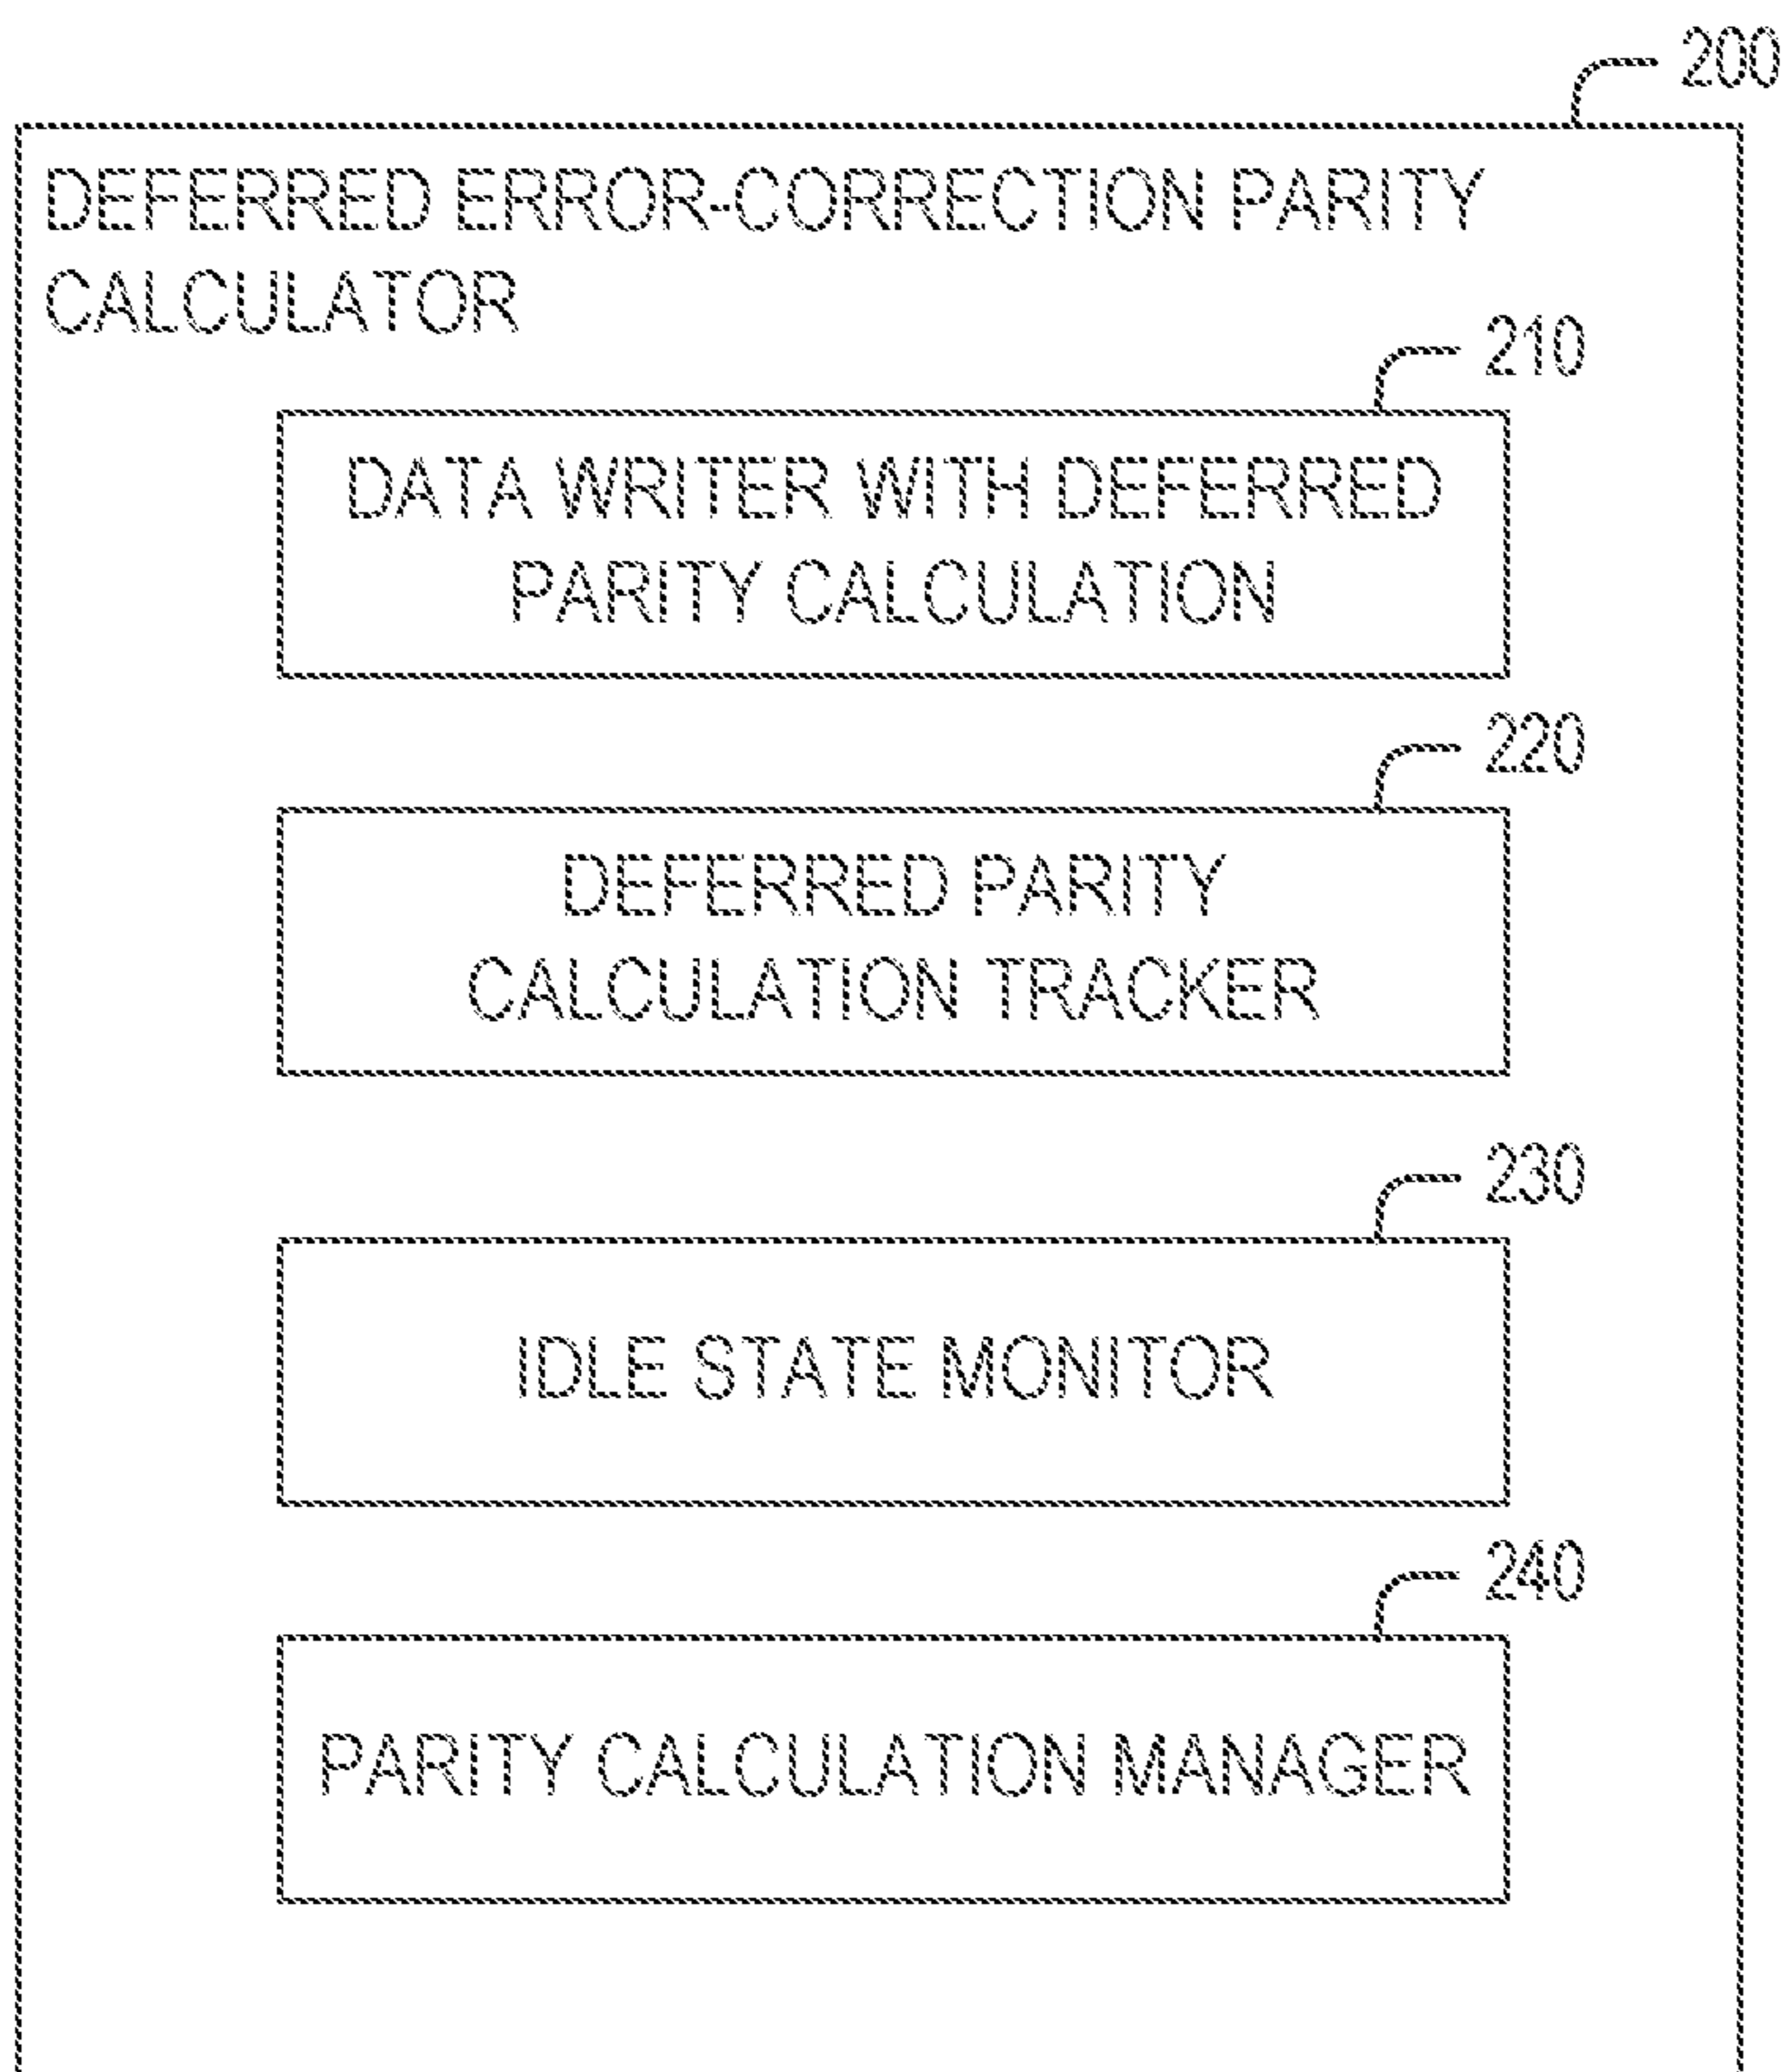 200
DEFERRED ERROR-CORRECTION PARITY
CALCULATOR
210
DATA WRITER WITH DEFERRED
PARITY CALCULATION
220
DEFERRED PARITY
CALCULATION TRACKER
230
IDLE STATE MONITOR
240
PARITY CALCULATION MANAGER